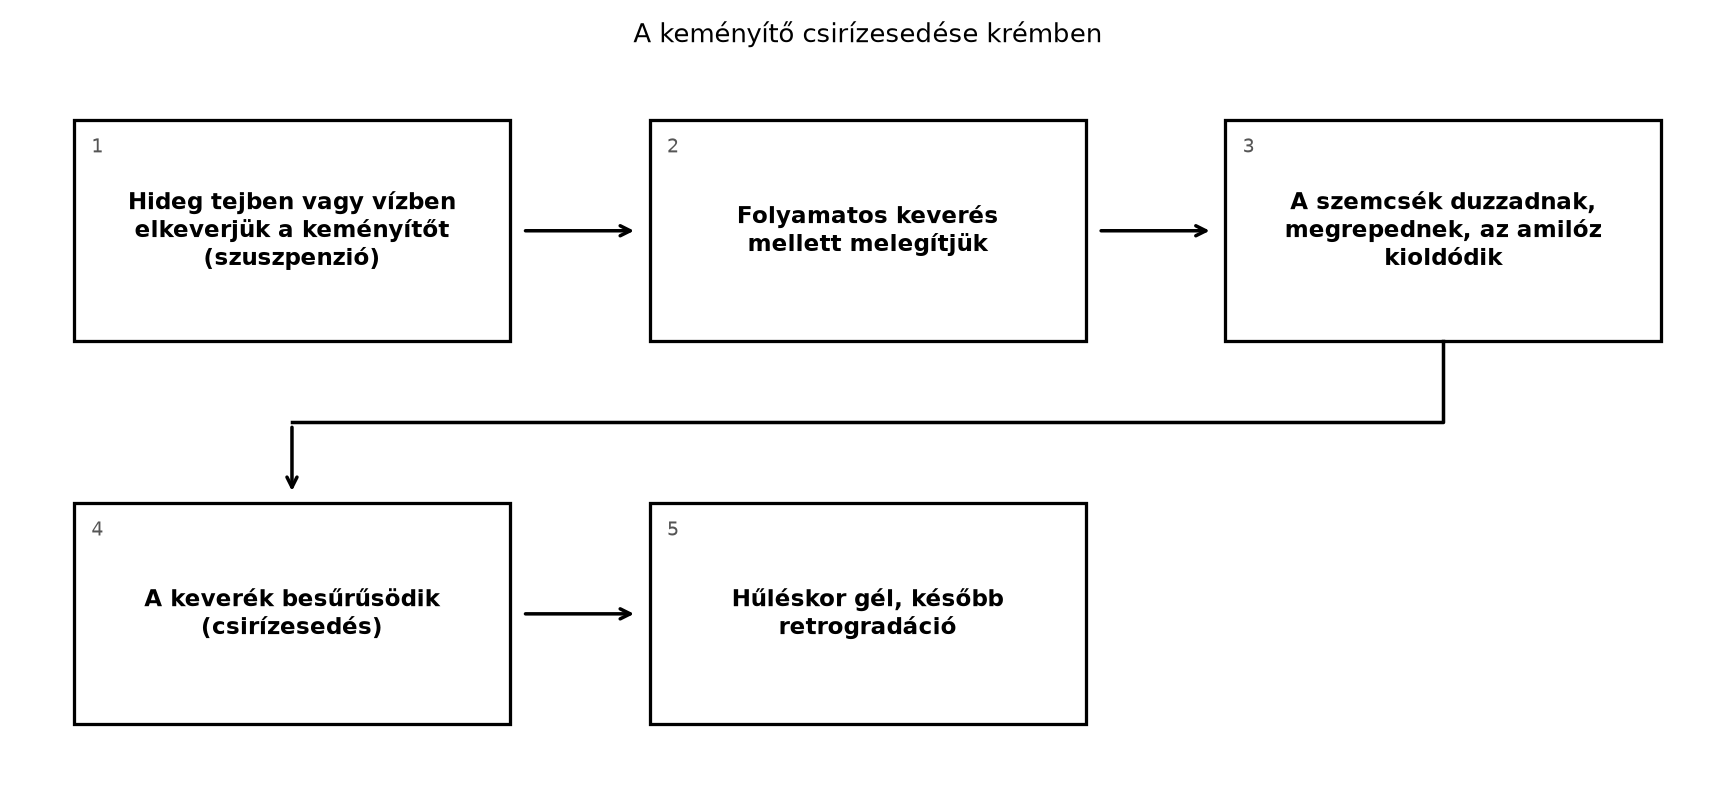 A keményítő csirízesedése krémben
1
Hideg tejben vagy vízben
elkeverjük a keményítőt
(szuszpenzió)
2
Folyamatos keverés
mellett melegítjük
3
A szemcsék duzzadnak,
megrepednek, az amilóz
kioldódik
4
A keverék besűrűsödik
(csirízesedés)
5
Hűléskor gél, később
retrogradáció